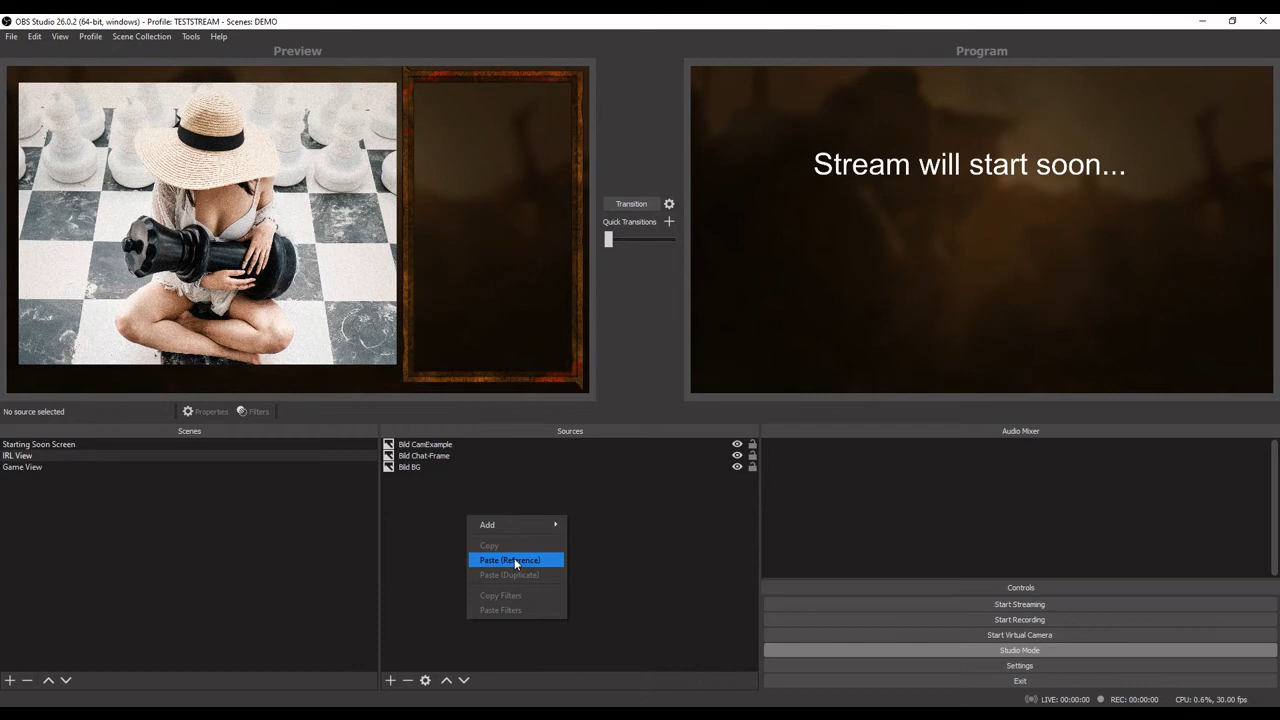 OBS Studio 26.0.2 (64-bit, windows) - Profile: TESTSTREAM - Scenes: DEMO
File Edit View Profile Scene Collection Tools Help
Preview
Program
Stream will start soon...
Transition
Quick Transitions
No source selected
Properties
Filters
Scenes
Starting Soon Screen
IRL View
Game View
Sources
Bild CamExample
Bild Chat-Frame
Bild BG
Add
Copy
Paste (Reference)
Paste (Duplicate)
Copy Filters
Paste Filters
Audio Mixer
Controls
Start Streaming
Start Recording
Start Virtual Camera
Studio Mode
Settings
Exit
LIVE: 00:00:00
REC: 00:00:00
CPU: 0.6%, 30.00 fps